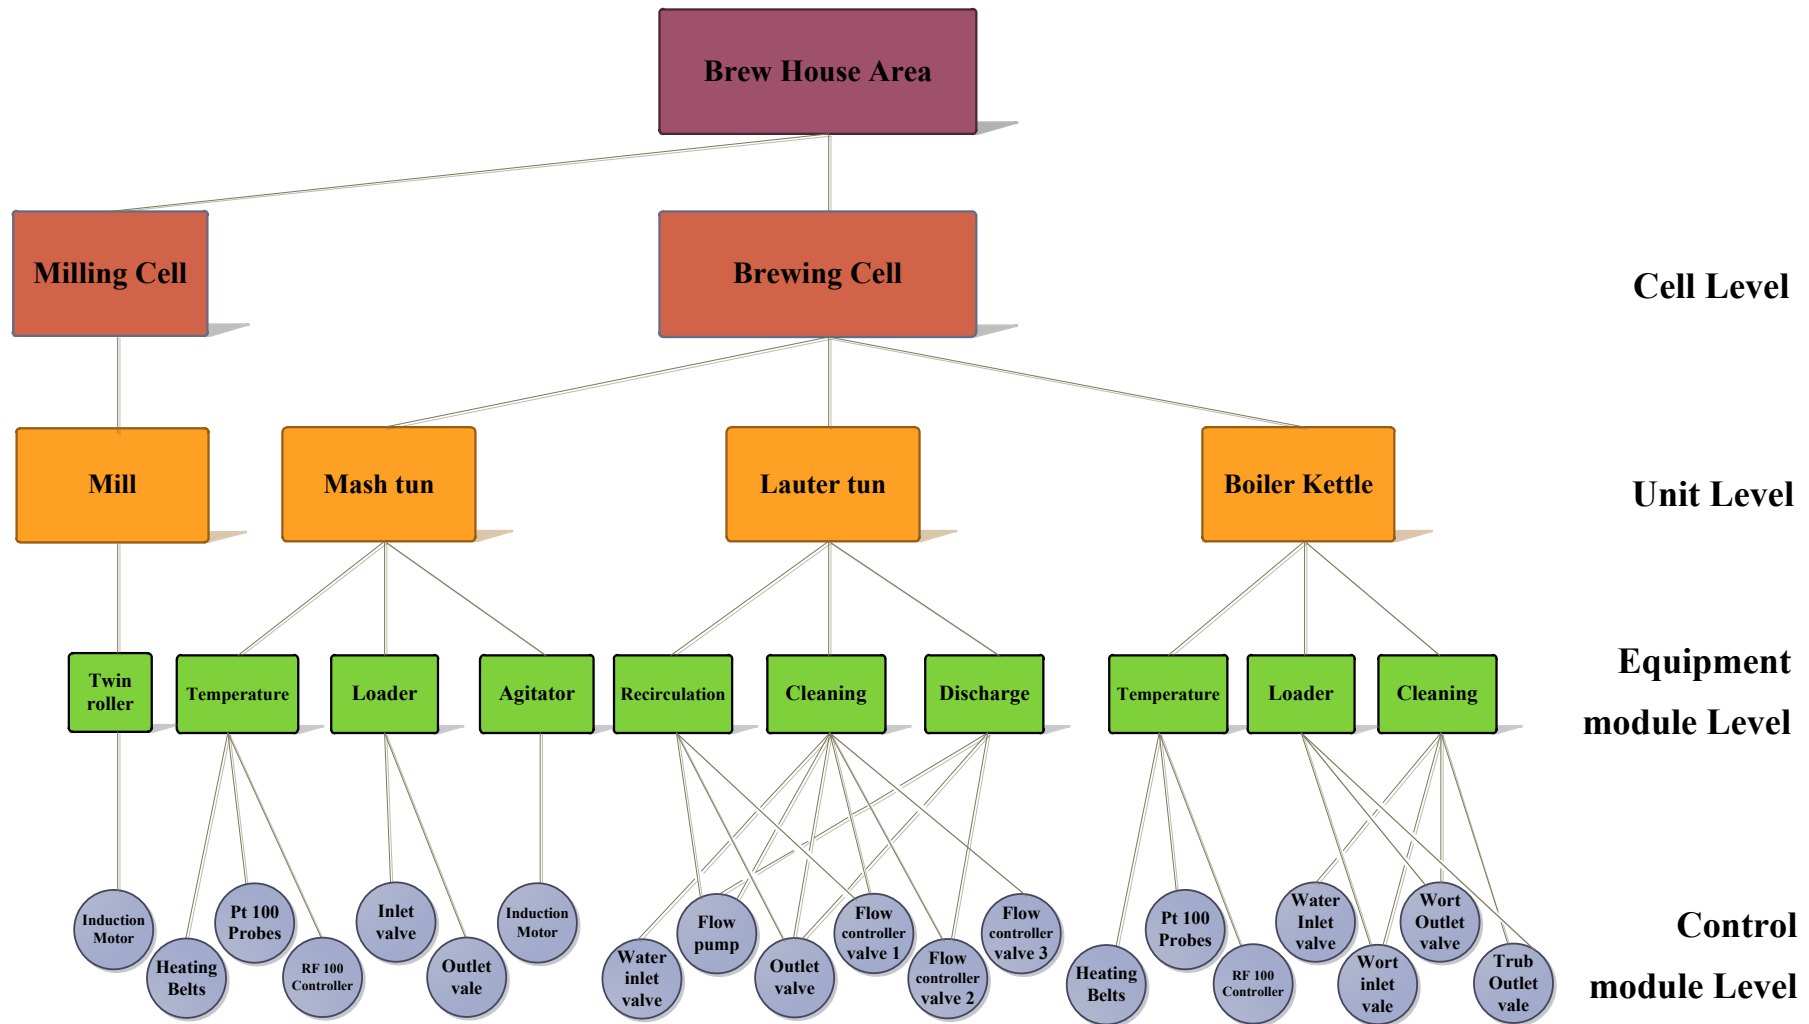 Brew House Area
Milling Cell
Brewing Cell
Cell Level
Mill
Mash tun
Lauter tun
Boiler Kettle
Unit Level
Twin
roller
Temperature
Loader
Agitator
Recirculation
Cleaning
Discharge
Temperature
Loader
Cleaning
Equipment
module Level
Induction
Motor
Heating
Belts
Pt 100
Probes
RF 100
Controller
Inlet
valve
Outlet
vale
Induction
Motor
Water
inlet
valve
Flow
pump
Outlet
valve
Flow
controller
valve 1
Flow
controller
valve 2
Flow
controller
valve 3
Heating
Belts
Pt 100
Probes
RF 100
Controller
Water
Inlet
valve
Wort
inlet
vale
Wort
Outlet
valve
Trub
Outlet
vale
Control
module Level